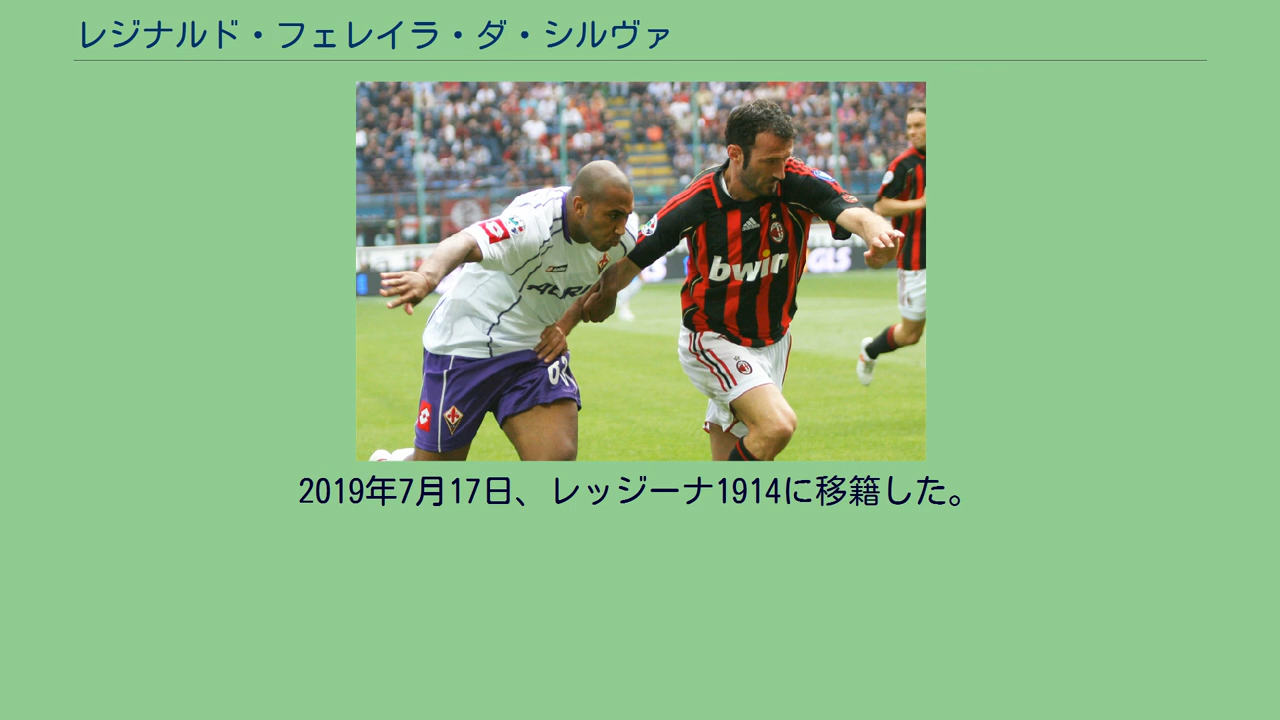 レジナルド・フェレイラ・ダ・シルヴァ
bwin
GLS
2019年7月17日、レッジーナ1914に移籍した。